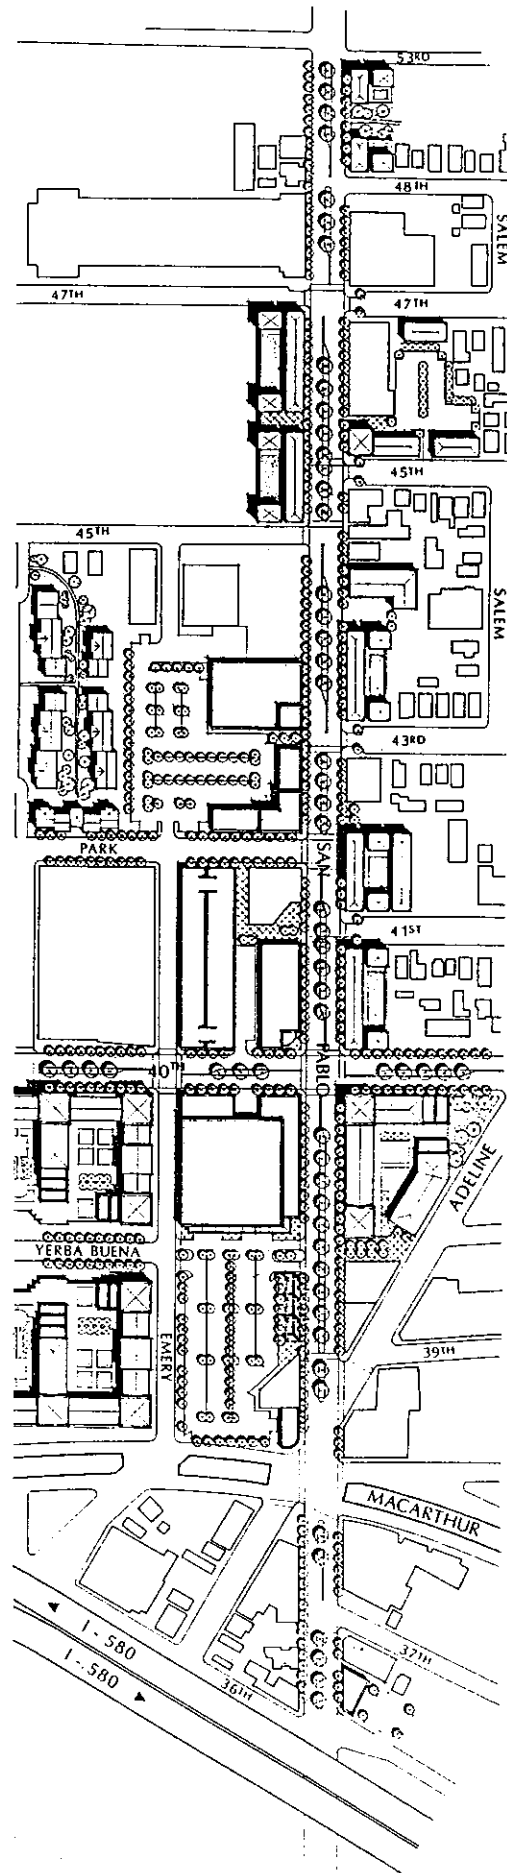 53RD
48TH
SALEM
47TH
47TH
45TH
45TH
SALEM
43RD
SAN PABLO
PARK
41ST
40TH
ADELINE
YERBA BUENA
EMERY
39TH
MACARTHUR
I-580
I-580
37TH
36TH